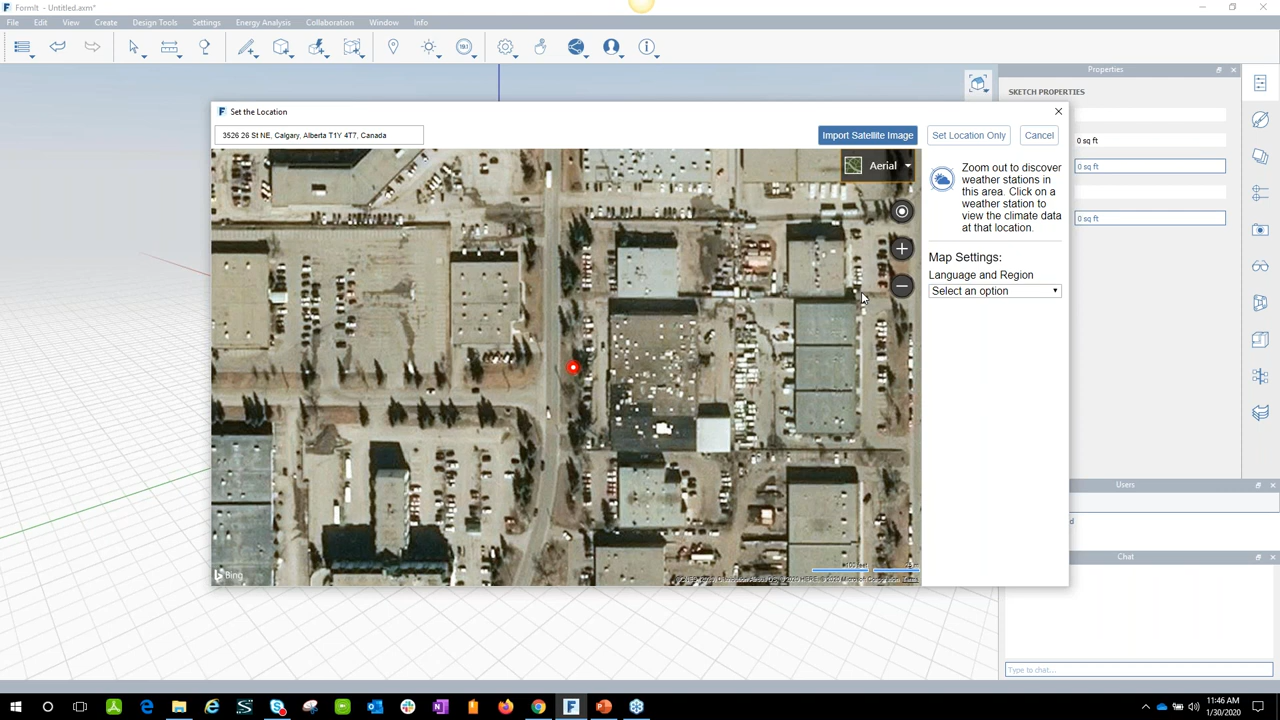 FormIt - Untitled.axm*
File Edit View Create Design Tools Settings Energy Analysis Collaboration Window Info
191
Properties
SKETCH PROPERTIES
0 sq ft
0 sq ft
0 sq ft
Set the Location
3526 26 St NE, Calgary, Alberta T1Y 4T7, Canada
Import Satellite Image
Set Location Only
Cancel
Aerial
Zoom out to discover
weather stations in
this area. Click on a
weather station to
view the climate data
at that location.
Map Settings:
Language and Region
Select an option
Bing
Users
d
Chat
Type to chat...
11:46 AM
1/30/2020